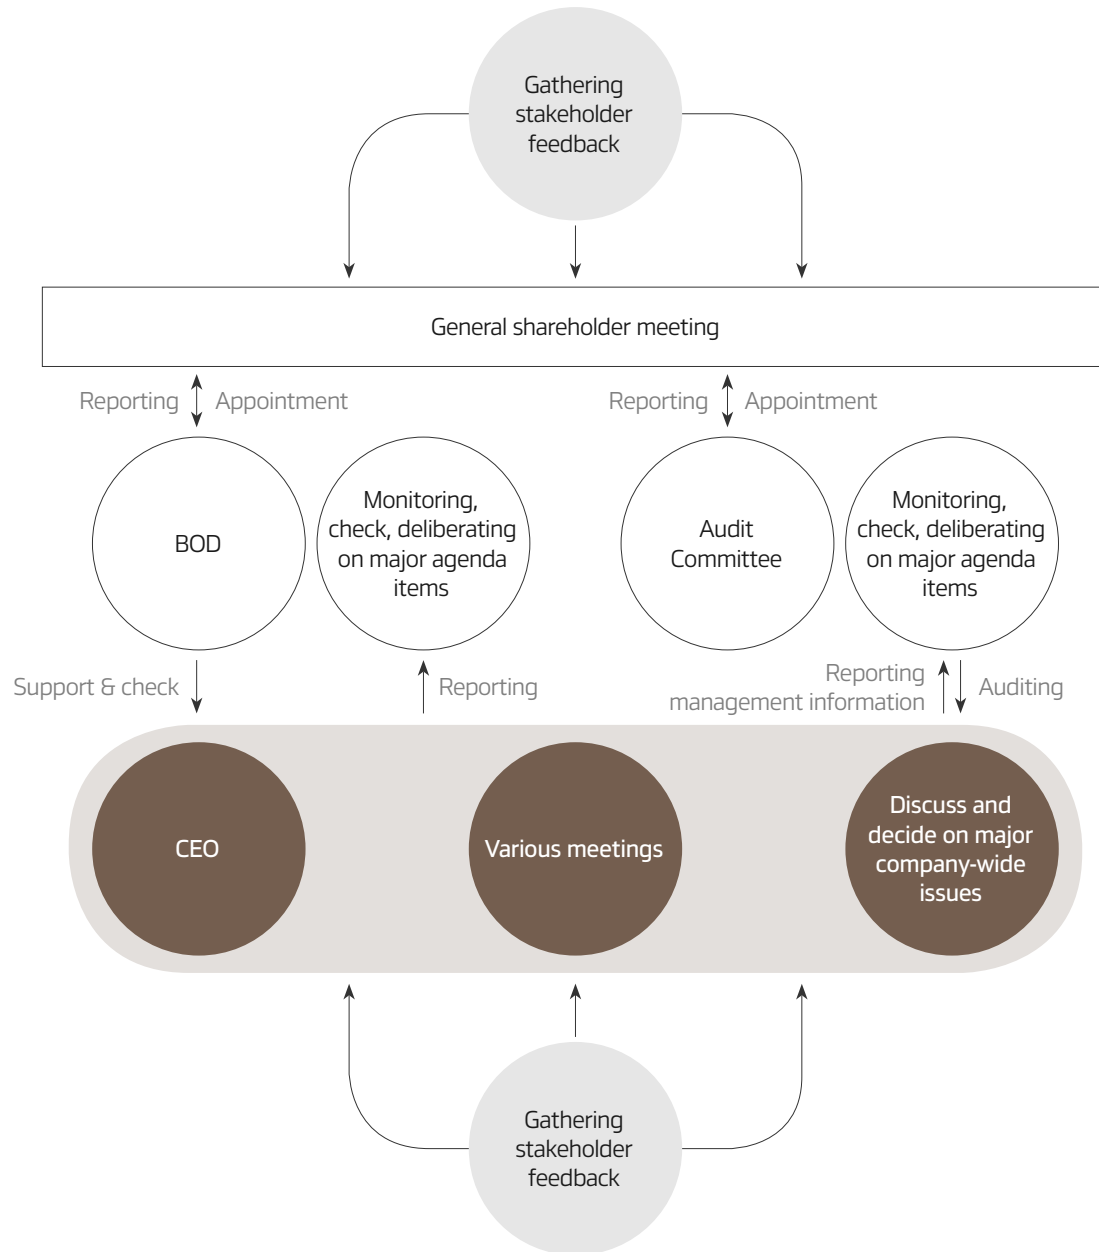 Gathering
stakeholder
feedback
General shareholder meeting
Reporting
Appointment
Reporting
Appointment
BOD
Monitoring,
check, deliberating
on major agenda
items
Audit
Committee
Monitoring,
check, deliberating
on major agenda
items
Support & check
Reporting
Reporting
management information
Auditing
CEO
Various meetings
Discuss and
decide on major
company-wide
issues
Gathering
stakeholder
feedback